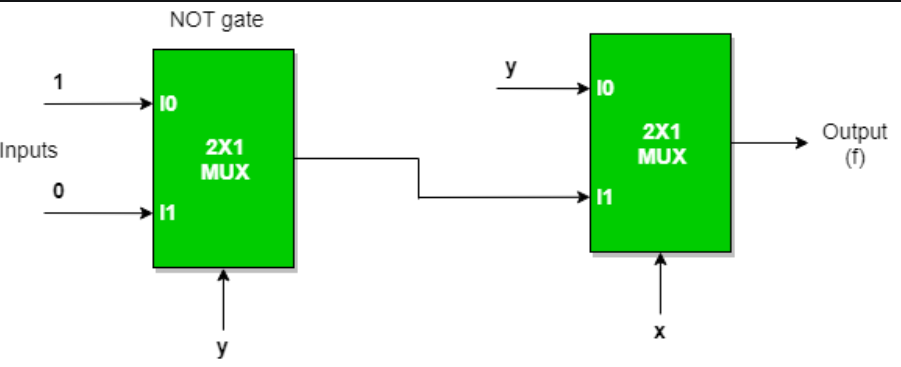 NOT gate
1
I0
Inputs
2X1
MUX
0
I1
y
y
I0
2X1
MUX
I1
x
Output
(f)